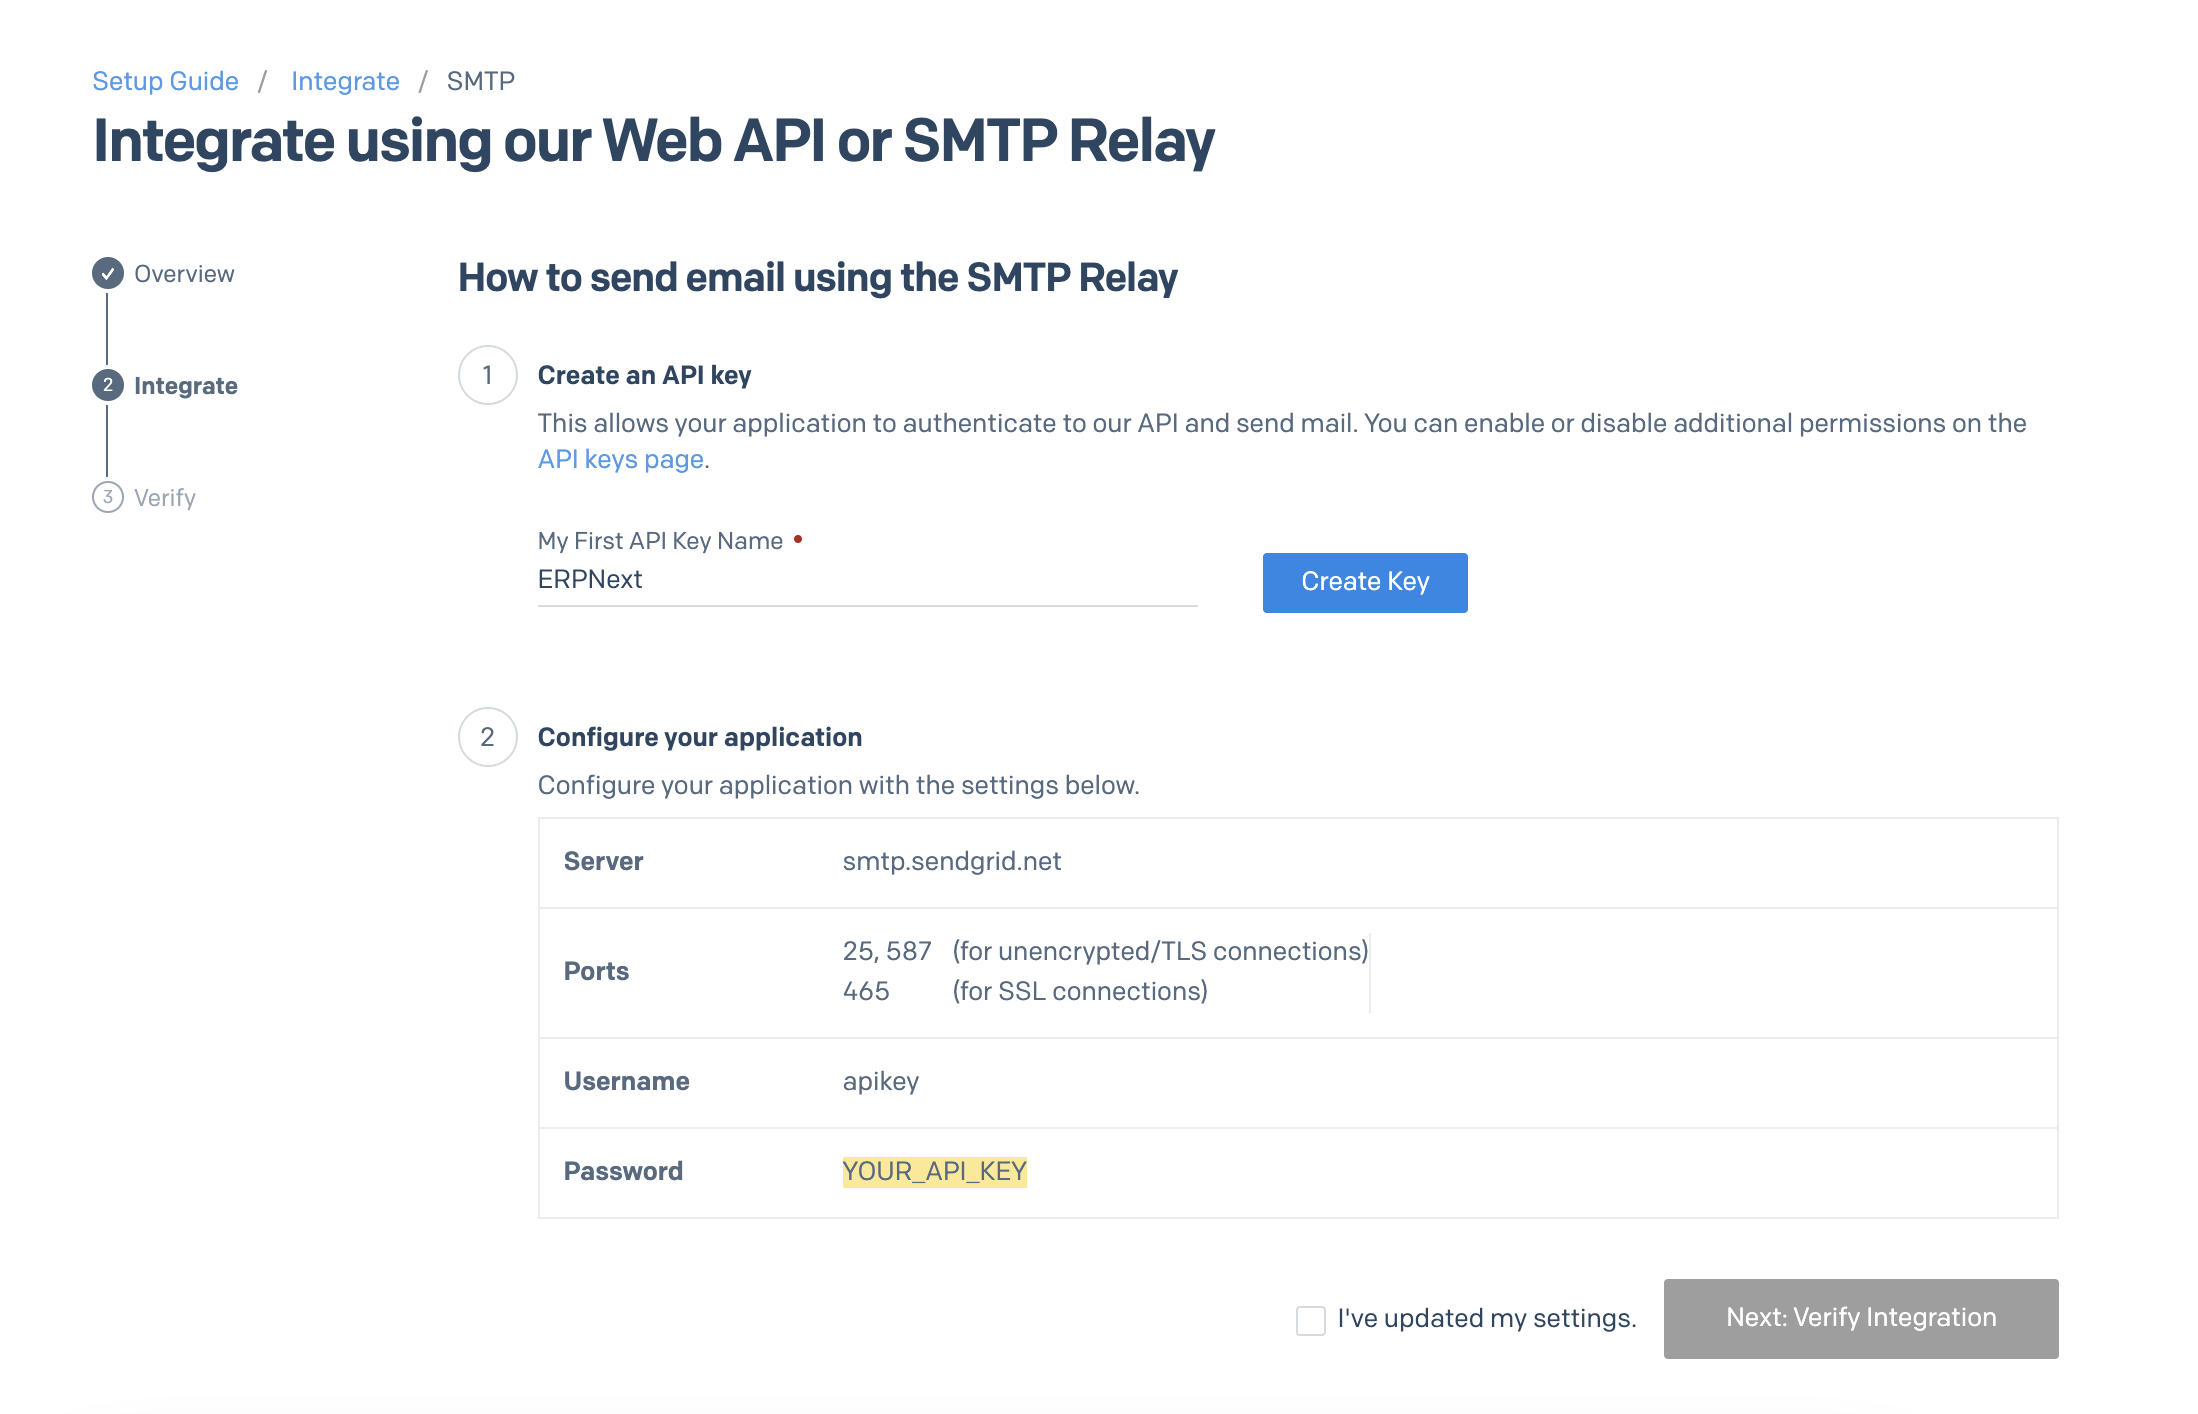 Setup Guide / Integrate / SMTP
Integrate using our Web API or SMTP Relay
Overview
2 Integrate
3 Verify
How to send email using the SMTP Relay
1 Create an API key
This allows your application to authenticate to our API and send mail. You can enable or disable additional permissions on the
API keys page.
My First API Key Name •
ERPNext
Create Key
2 Configure your application
Configure your application with the settings below.
Server smtp.sendgrid.net
Ports
25, 587 (for unencrypted/TLS connections)
465 (for SSL connections)
Username apikey
Password YOUR_API_KEY
I've updated my settings.
Next: Verify Integration